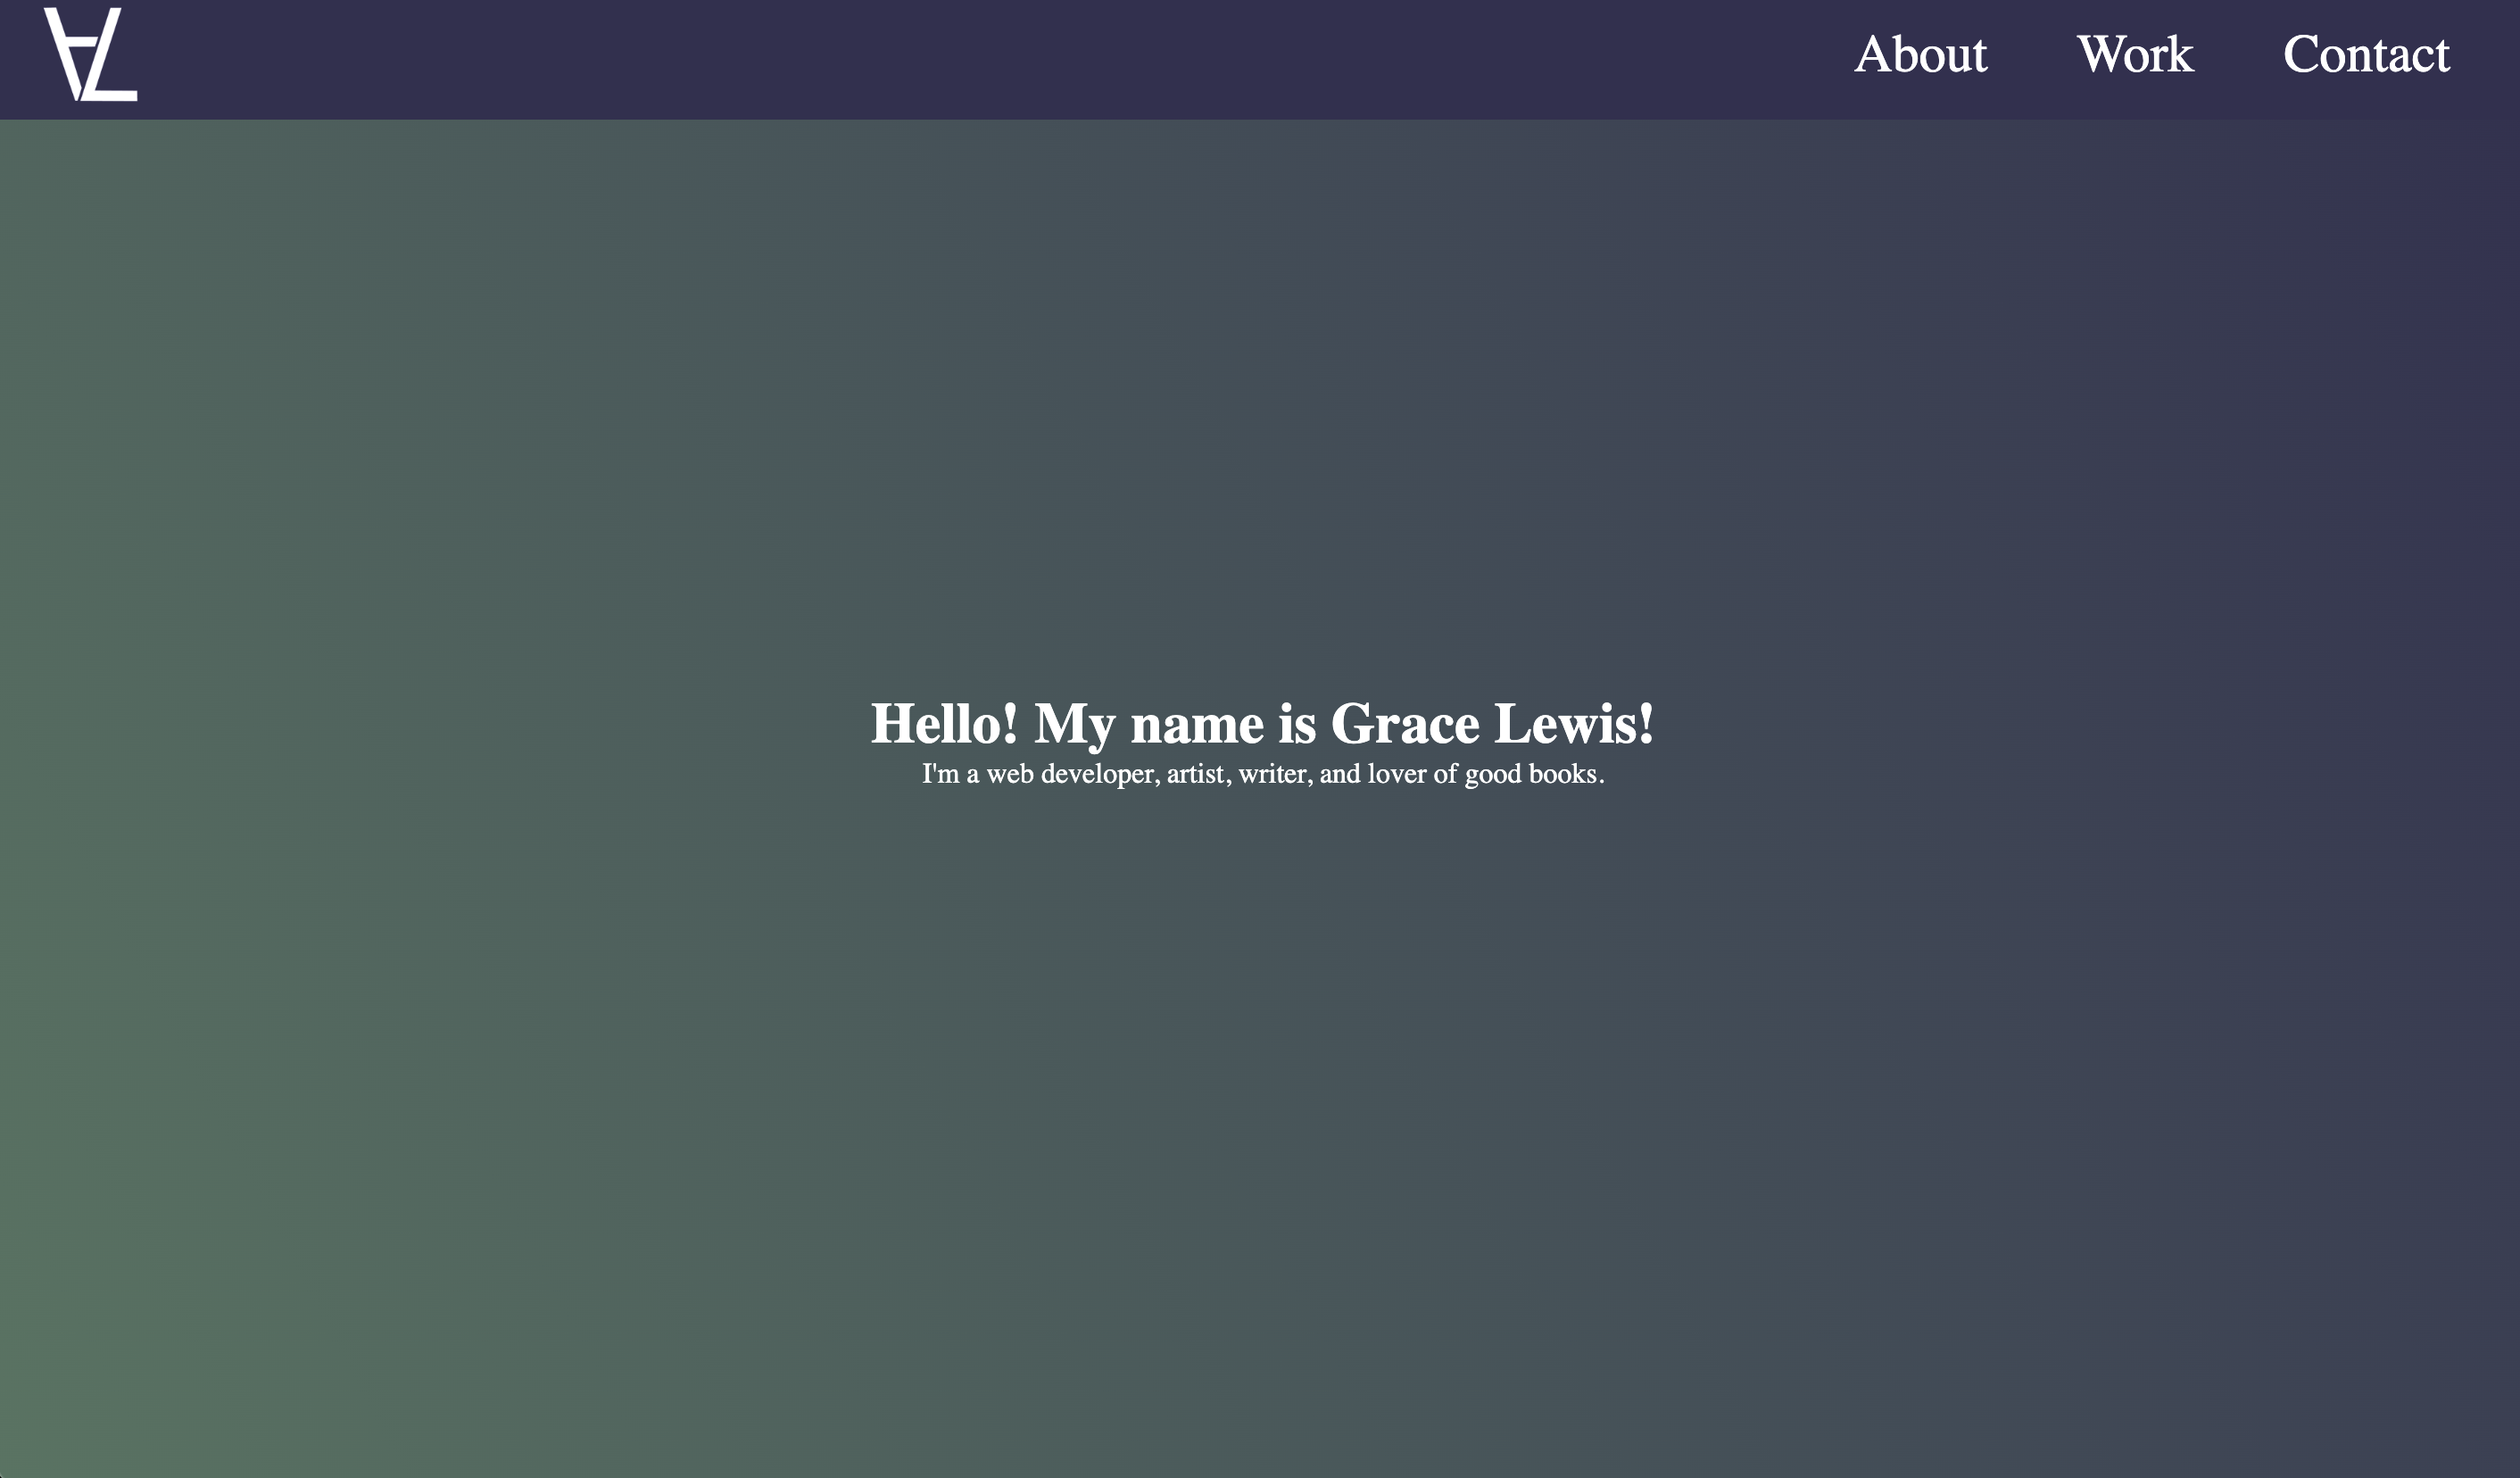 About Work Contact
Hello! My name is Grace Lewis!
I'm a web developer, artist, writer, and lover of good books.